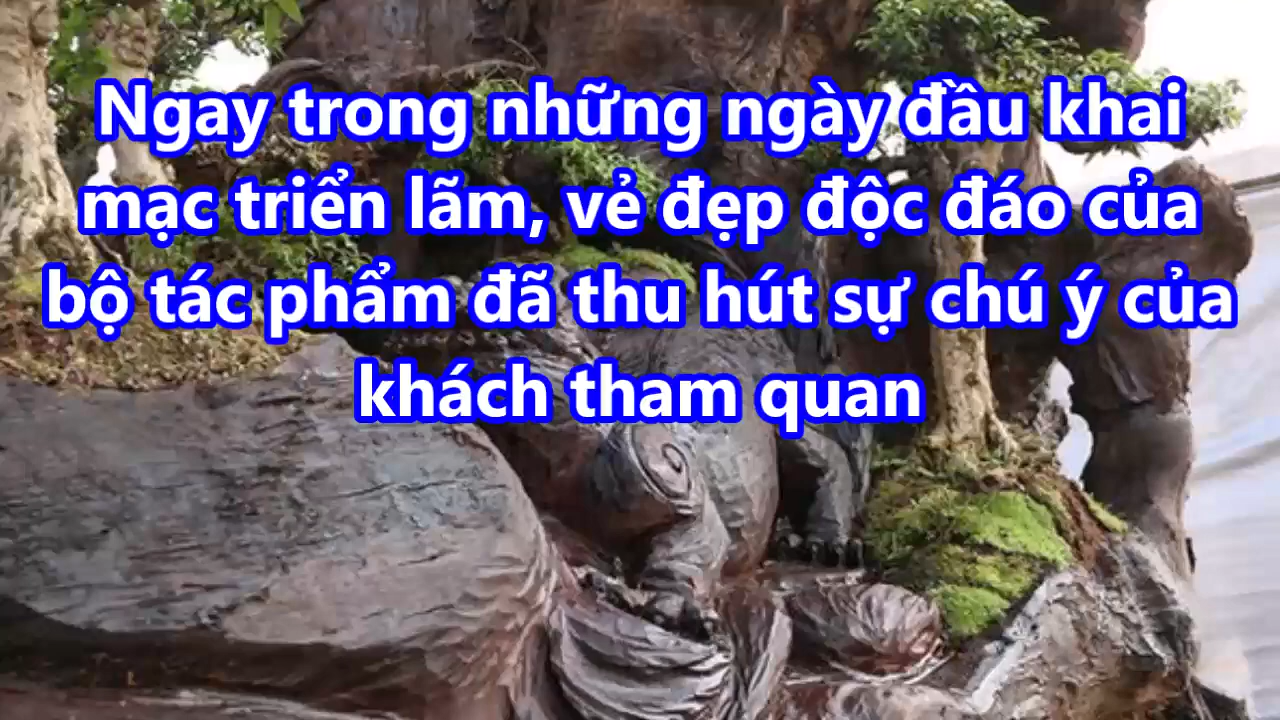 Ngay trong những ngày đầu khai
mạc triển lãm, vẻ đẹp độc đáo của
bộ tác phẩm đã thu hút sự chú ý của
khách tham quan